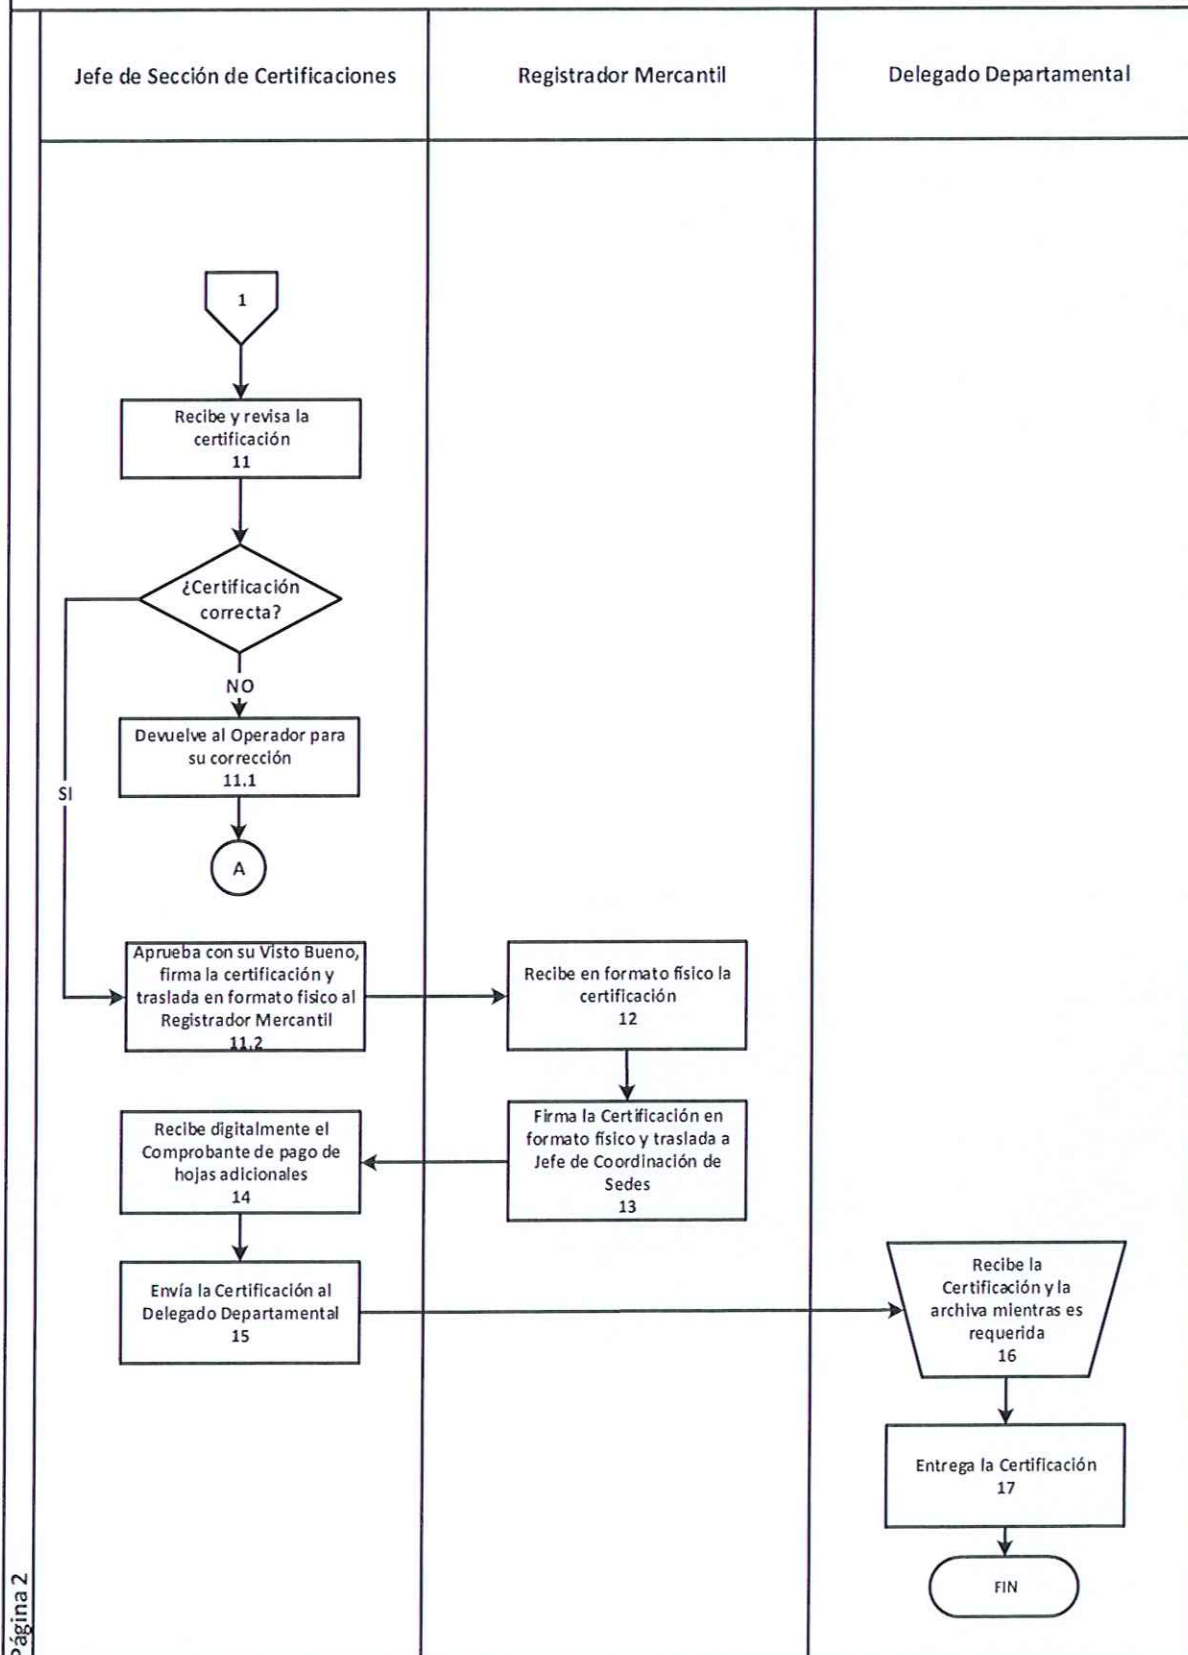 Jefe de Sección de Certificaciones
Registrador Mercantil
Delegado Departamental
1
Recibe y revisa la
certificación
11
¿Certificación
correcta?
NO
SI
Devuelve al Operador para
su corrección
11.1
A
Aprueba con su Visto Bueno,
firma la certificación y
traslada en formato fisico al
Registrador Mercantil
11.2
Recibe en formato físico la
certificación
12
Firma la Certificación en
formato físico y traslada a
Jefe de Coordinación de
Sedes
13
Recibe digitalmente el
Comprobante de pago de
hojas adicionales
14
Envía la Certificación al
Delegado Departamental
15
Recibe la
Certificación y la
archiva mientras es
requerida
16
Entrega la Certificación
17
FIN
Página 2